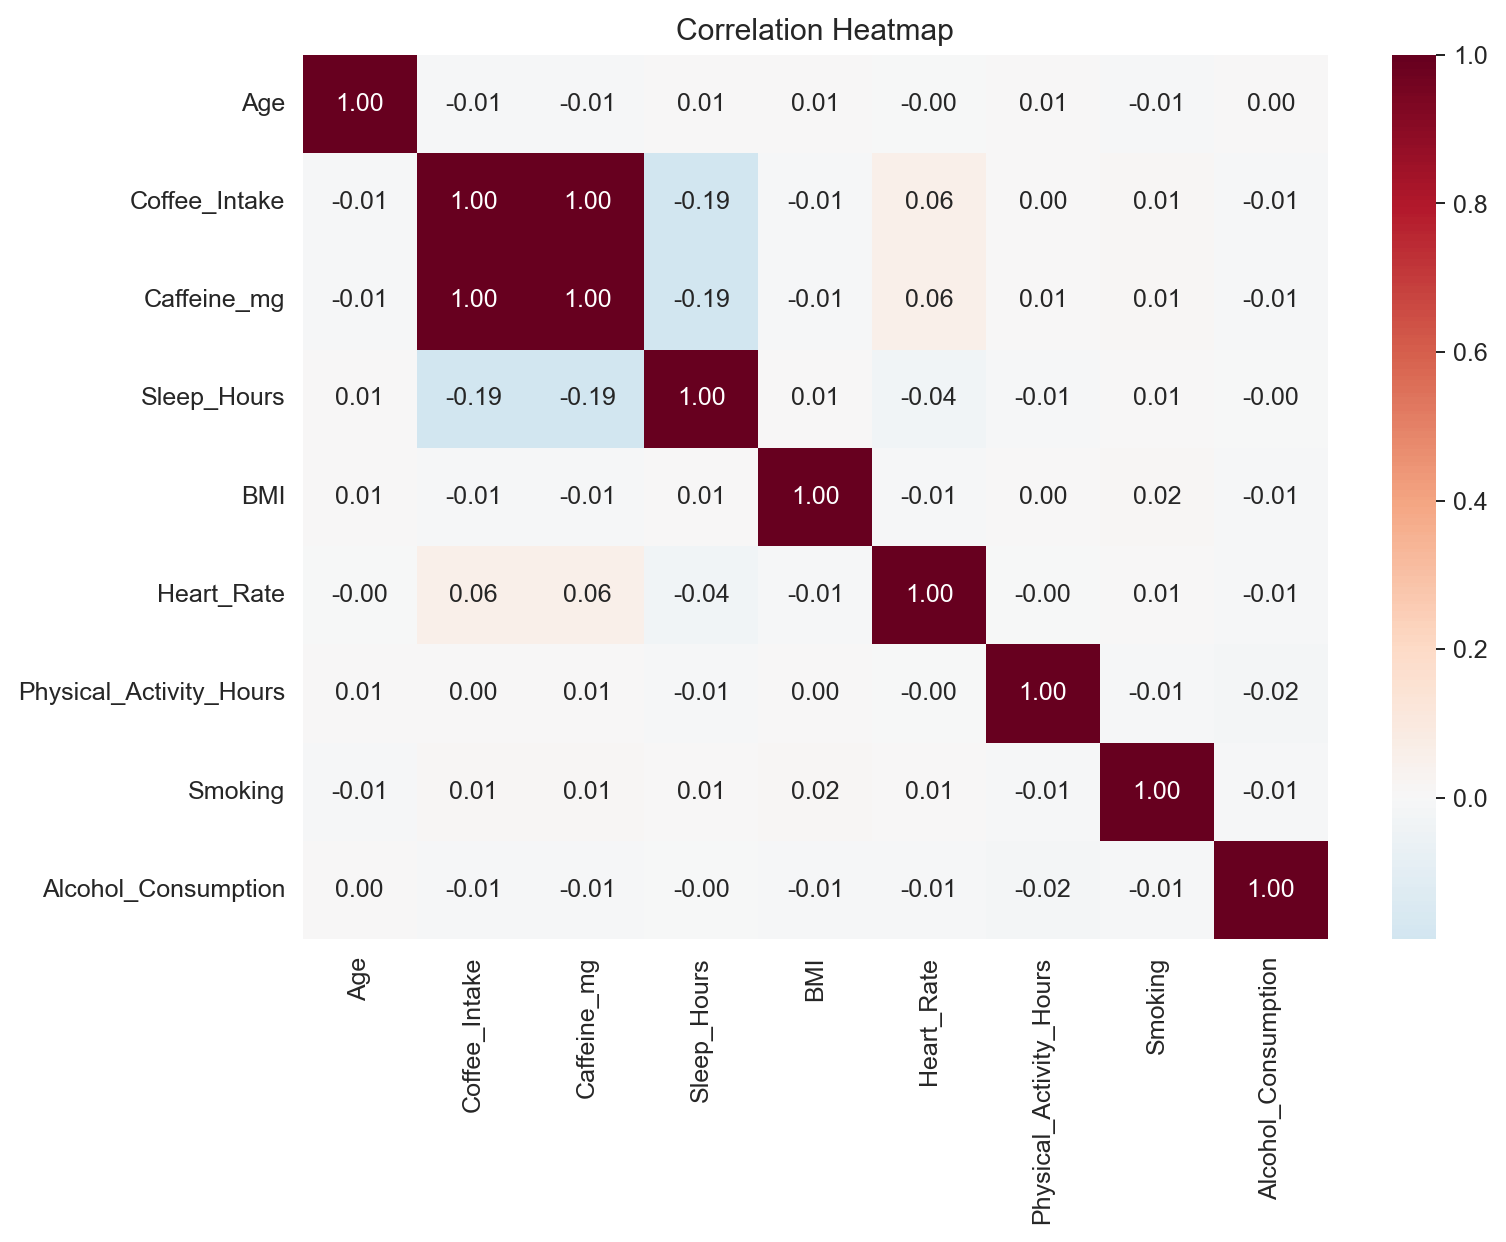 Correlation Heatmap
Age 1.00 -0.01 -0.01 0.01 0.01 -0.00 0.01 -0.01 0.00
Coffee_Intake -0.01 1.00 1.00 -0.19 -0.01 0.06 0.00 0.01 -0.01
Caffeine_mg -0.01 1.00 1.00 -0.19 -0.01 0.06 0.01 0.01 -0.01
Sleep_Hours 0.01 -0.19 -0.19 1.00 0.01 -0.04 -0.01 0.01 -0.00
BMI 0.01 -0.01 -0.01 0.01 1.00 -0.01 0.00 0.02 -0.01
Heart_Rate -0.00 0.06 0.06 -0.04 -0.01 1.00 -0.00 0.01 -0.01
Physical_Activity_Hours 0.01 0.00 0.01 -0.01 0.00 -0.00 1.00 -0.01 -0.02
Smoking -0.01 0.01 0.01 0.01 0.02 0.01 -0.01 1.00 -0.01
Alcohol_Consumption 0.00 -0.01 -0.01 -0.00 -0.01 -0.01 -0.02 -0.01 1.00
Age
Coffee_Intake
Caffeine_mg
Sleep_Hours
BMI
Heart_Rate
Physical_Activity_Hours
Smoking
Alcohol_Consumption
1.0
0.8
0.6
0.4
0.2
0.0